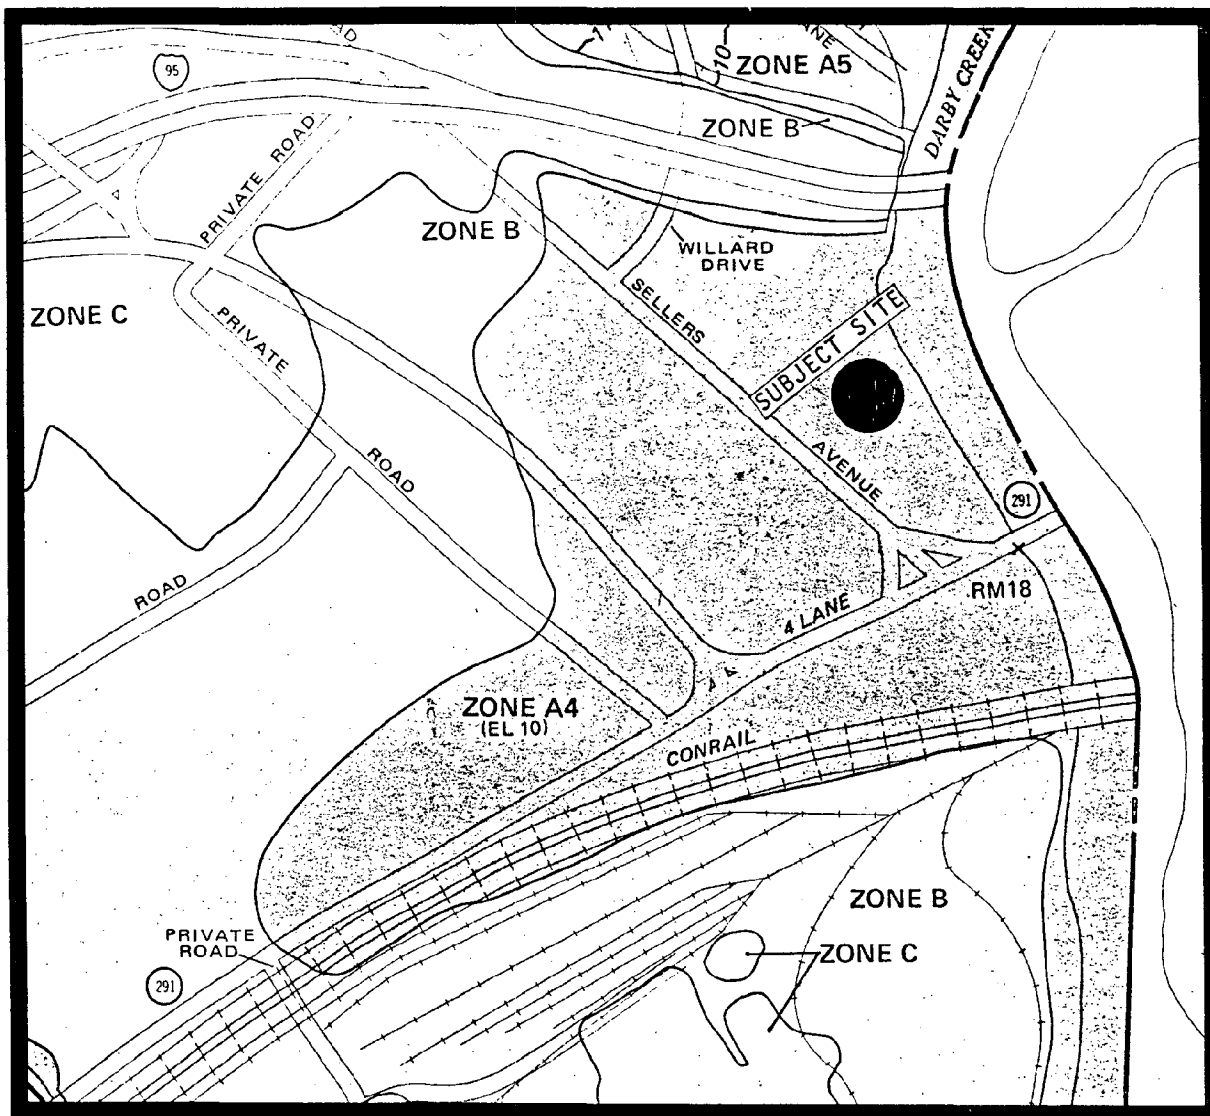 95
11
10
ZONE A5
DARBY CREEK
ZONE B
PRIVATE ROAD
ZONE B
WILLARD
DRIVE
ZONE C
PRIVATE
ROAD
SELLERS
AVENUE
SUBJECT SITE
291
ROAD
4 LANE
RM18
ZONE A4
(EL 10)
CONRAIL
ZONE B
PRIVATE
ROAD
ZONE C
291